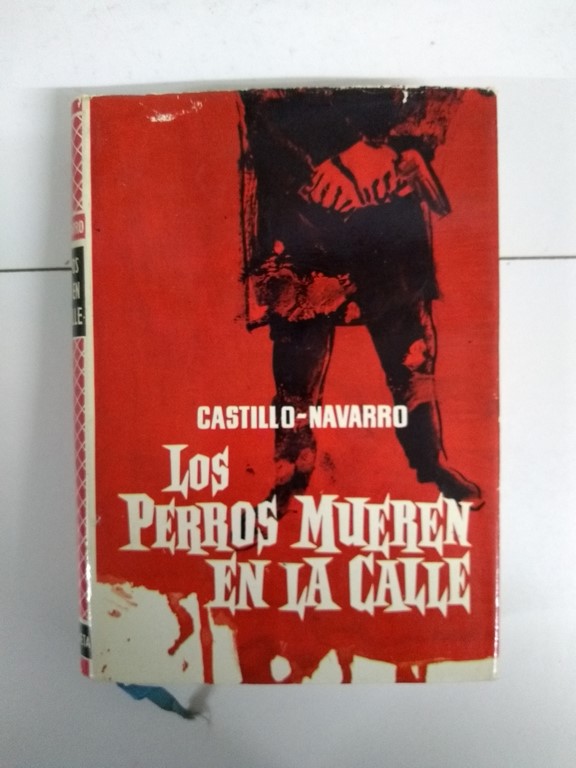 CASTILLO-NAVARRO
LOS
PERROS MUEREN
EN LA CALLE